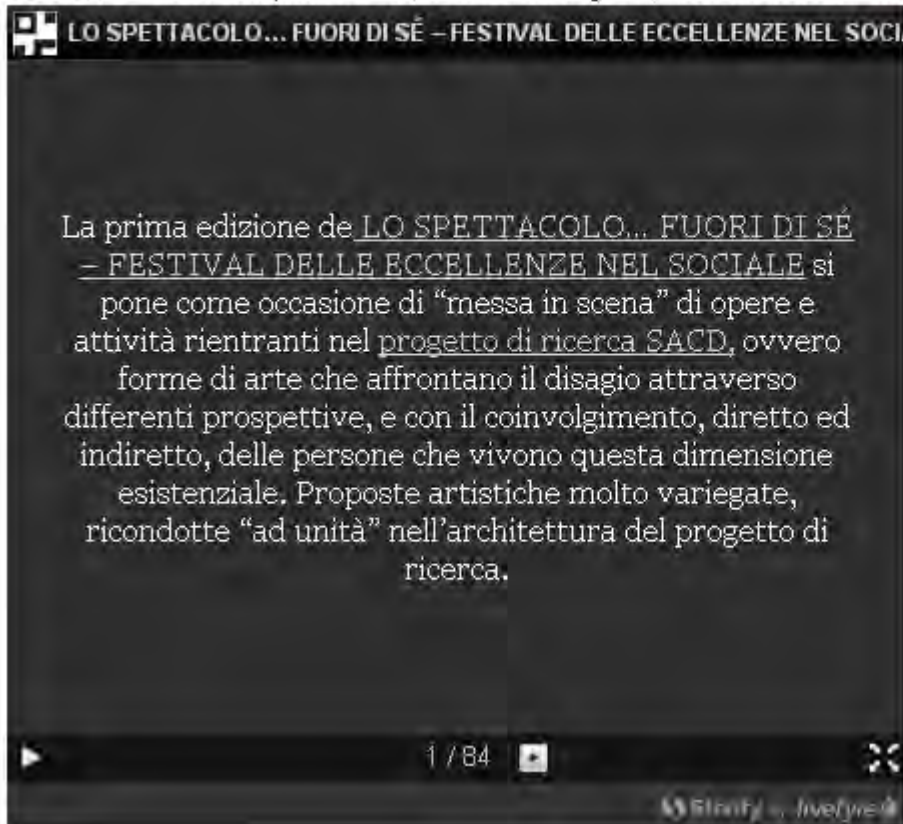 LO SPETTACOLO... FUORI DI SÉ – FESTIVAL DELLE ECCELLENZE NEL SOCI
La prima edizione de LO SPETTACOLO... FUORI DI SÉ
– FESTIVAL DELLE ECCELLENZE NEL SOCIALE si
pone come occasione di “messa in scena” di opere e
attività rientranti nel progetto di ricerca SACD, ovvero
forme di arte che affrontano il disagio attraverso
differenti prospettive, e con il coinvolgimento, diretto ed
indiretto, delle persone che vivono questa dimensione
esistenziale. Proposte artistiche molto variegate,
ricondotte “ad unità” nell’architettura del progetto di
ricerca.
1 / 84
Storify livefyre